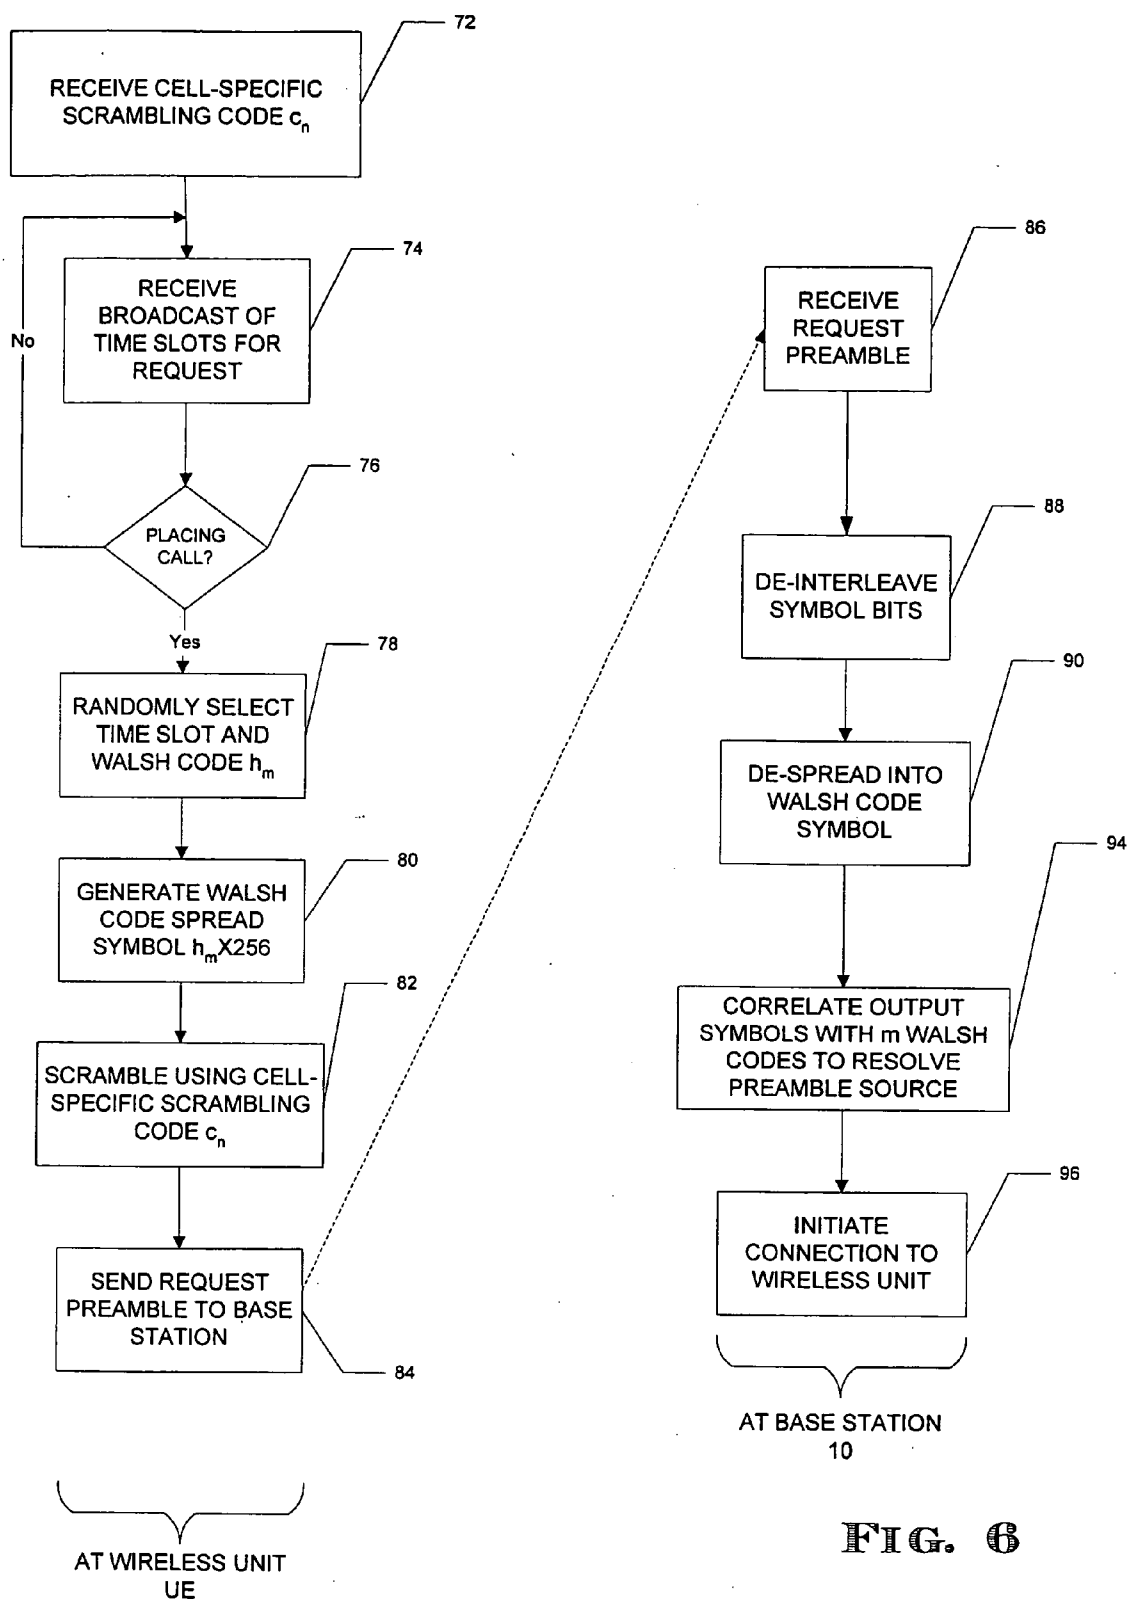 72
RECEIVE CELL-SPECIFIC
SCRAMBLING CODE cn
74
RECEIVE
BROADCAST OF
TIME SLOTS FOR
REQUEST
No
76
PLACING
CALL?
Yes
78
RANDOMLY SELECT
TIME SLOT AND
WALSH CODE hm
80
GENERATE WALSH
CODE SPREAD
SYMBOL hmX256
82
SCRAMBLE USING CELL-
SPECIFIC SCRAMBLING
CODE cn
SEND REQUEST
PREAMBLE TO BASE
STATION
84
AT WIRELESS UNIT
UE
86
RECEIVE
REQUEST
PREAMBLE
88
DE-INTERLEAVE
SYMBOL BITS
90
DE-SPREAD INTO
WALSH CODE
SYMBOL
94
CORRELATE OUTPUT
SYMBOLS WITH m WALSH
CODES TO RESOLVE
PREAMBLE SOURCE
96
INITIATE
CONNECTION TO
WIRELESS UNIT
AT BASE STATION
10
FIG. 6